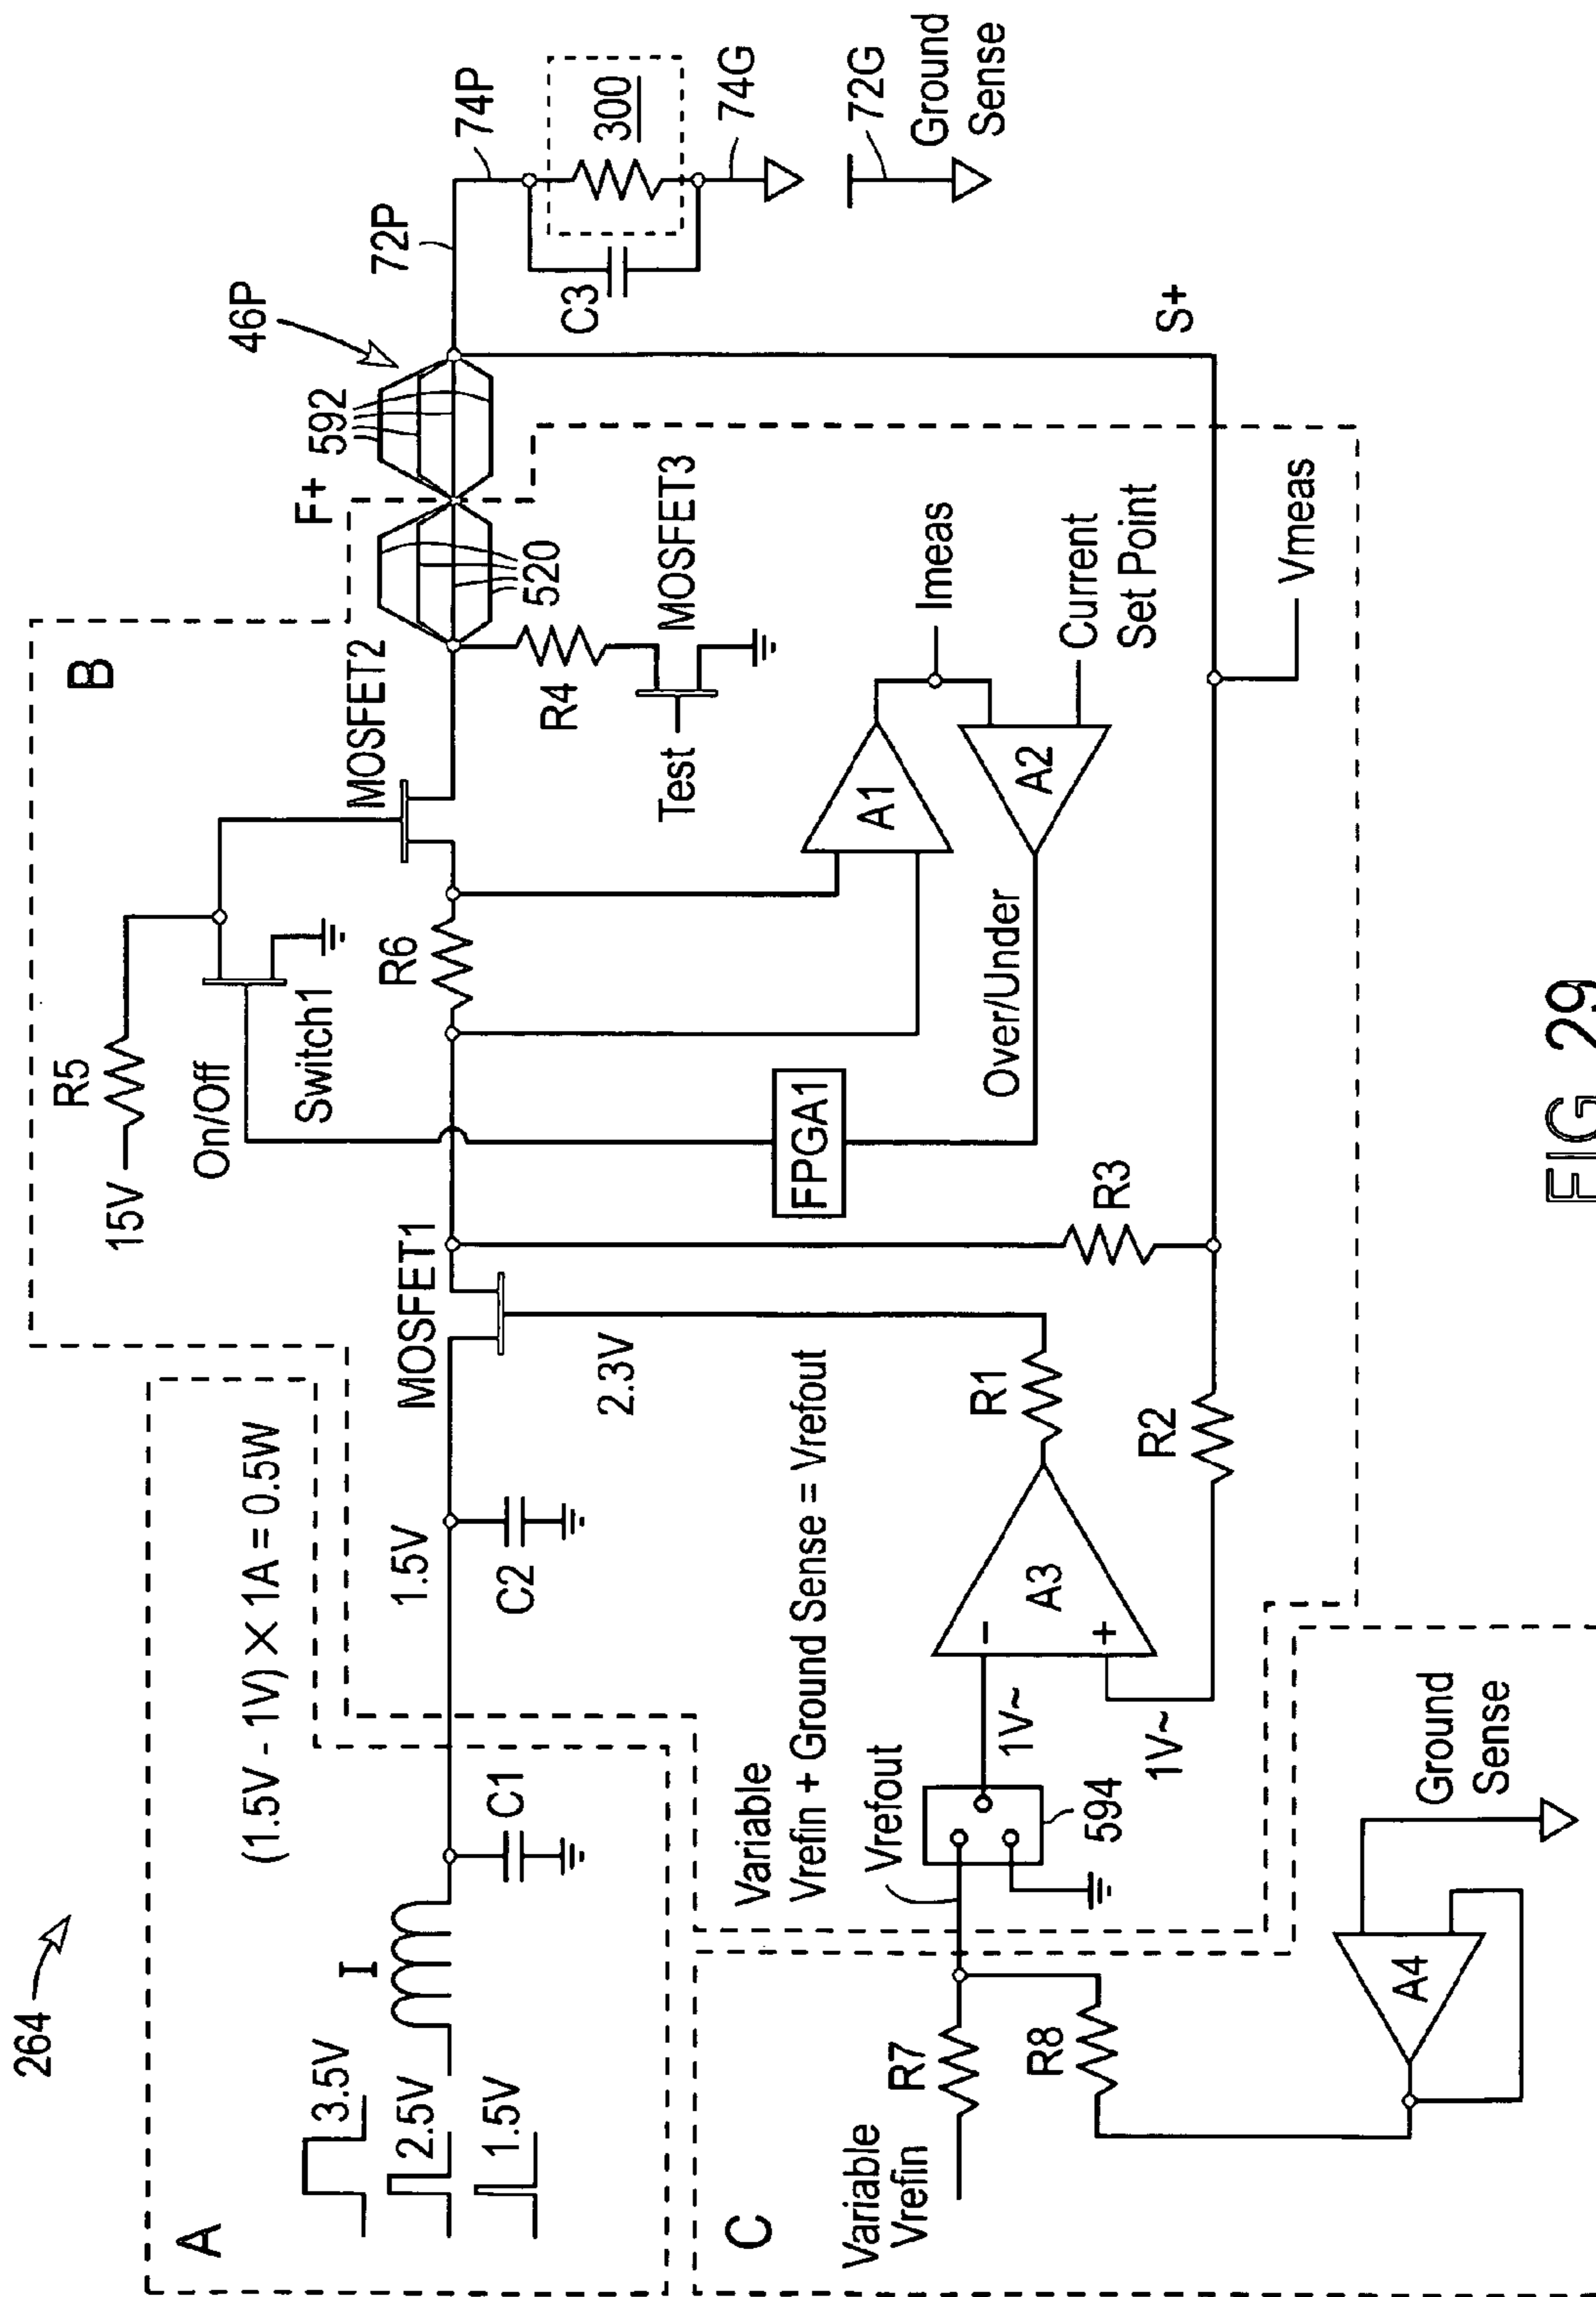 264
A
3.5V
2.5V
1.5V
I
C1
(1.5V - 1V) X 1A = 0.5W
1.5V
C2
MOSFET1
2.3V
B
15V
R5
On/Off
Switch1
R6
MOSFET2
F+
520
592
46P
72P
74P
300
C3
74G
72G
Ground
Sense
R4
Test
MOSFET3
A1
Imeas
A2
Current
Set Point
Over/Under
FPGA1
R3
S+
Vmeas
R1
R2
A3
-
+
1V~
1V~
Variable
Vrefin + Ground Sense = Vrefout
Vrefout
594
C
Variable
Vrefin
R7
R8
A4
Ground
Sense
FIG 29